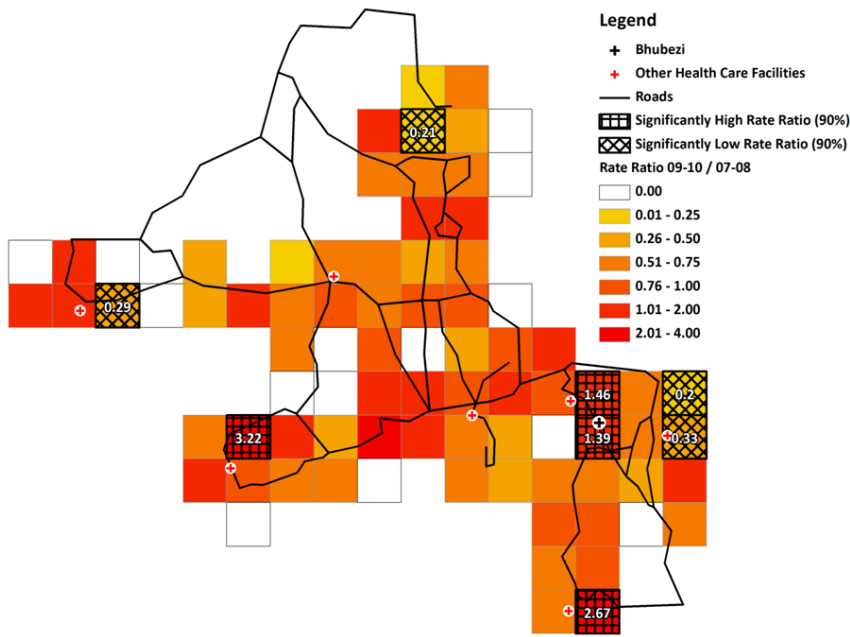 Legend
Bhubezi
Other Health Care Facilities
Roads
Significantly High Rate Ratio (90%)
Significantly Low Rate Ratio (90%)
Rate Ratio 09-10 / 07-08
0.00
0.01 - 0.25
0.26 - 0.50
0.51 - 0.75
0.76 - 1.00
1.01 - 2.00
2.01 - 4.00
0.21
0.29
1.46
0.2
3.22
1.39
0.33
2.67